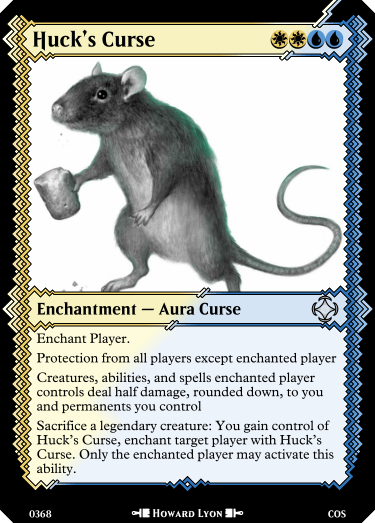 Huck's Curse
Enchantment — Aura Curse
Enchant Player.
Protection from all players except enchanted player
Creatures, abilities, and spells enchanted player
controls deal half damage, rounded down, to you
and permanents you control
Sacrifice a legendary creature: You gain control of
Huck's Curse, enchant target player with Huck's
Curse. Only the enchanted player may activate this
ability.
0368 Howard Lyon COS